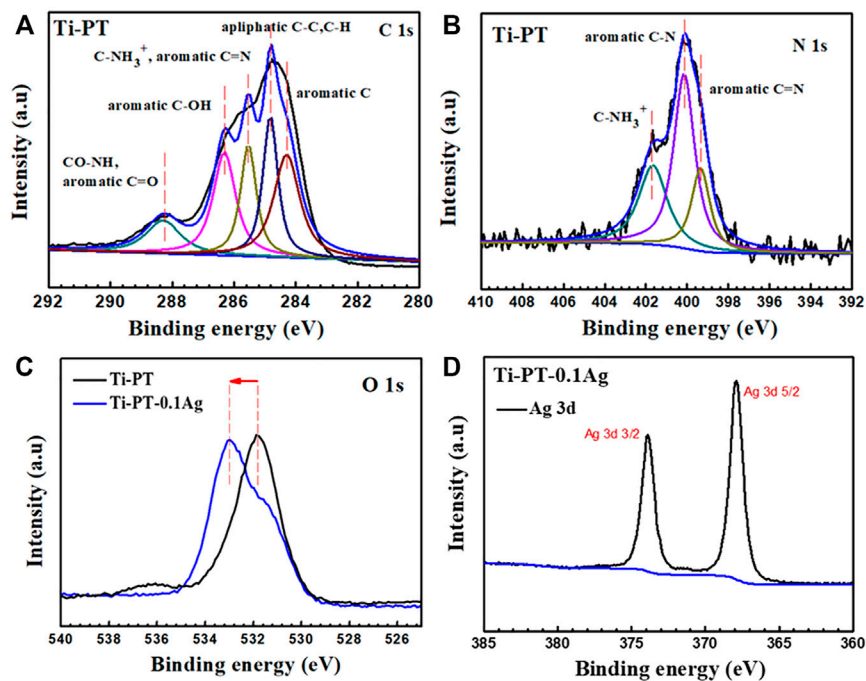 A
Ti-PT
apliphatic C-C,C-H
C 1s
C-NH₃⁺, aromatic C=N
aromatic C-OH
aromatic C
CO-NH,
aromatic C=O
Intensity (a.u)
292 290 288 286 284 282 280
Binding energy (eV)
B
Ti-PT
aromatic C-N
N 1s
aromatic C=N
C-NH₃⁺
Intensity (a.u)
410 408 406 404 402 400 398 396 394 392
Binding energy (eV)
C
Ti-PT
Ti-PT-0.1Ag
O 1s
Intensity (a.u)
540 536 534 532 530 528 526
Binding energy (eV)
D
Ti-PT-0.1Ag
Ag 3d
Ag 3d 5/2
Ag 3d 3/2
Intensity (a.u)
385 380 375 370 365 360
Binding energy (eV)